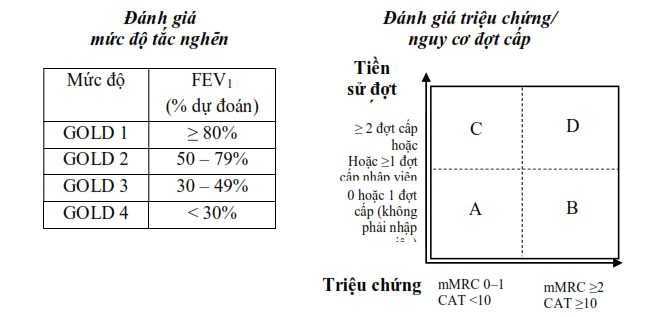 Đánh giá
mức độ tắc nghẽn
Mức độ
FEV1
(% dự đoán)
GOLD 1
≥ 80%
GOLD 2
50 – 79%
GOLD 3
30 – 49%
GOLD 4
< 30%
Đánh giá triệu chứng/
nguy cơ đợt cấp
Tiền
sử đợt
≥ 2 đợt cấp
hoặc
Hoặc ≥1 đợt
cấp nhập viện
0 hoặc 1 đợt
cấp (không
phải nhập
C
D
A
B
Triệu chứng
mMRC 0–1
CAT <10
mMRC ≥2
CAT ≥10